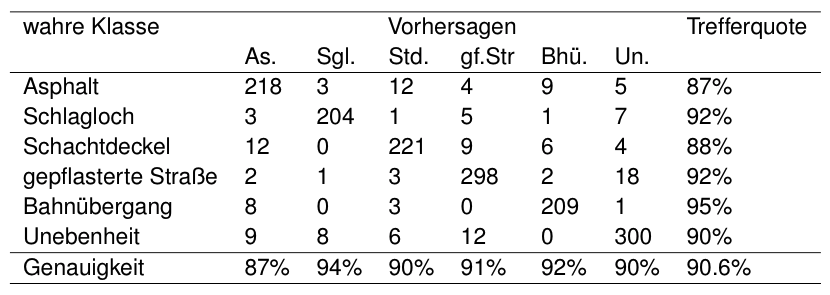 wahre Klasse Vorhersagen Trefferquote
As. Sgl. Std. gf.Str Bhü. Un.
Asphalt 218 3 12 4 9 5 87%
Schlagloch 3 204 1 5 1 7 92%
Schachtdeckel 12 0 221 9 6 4 88%
gepflasterte Straße 2 1 3 298 2 18 92%
Bahnübergang 8 0 3 0 209 1 95%
Unebenheit 9 8 6 12 0 300 90%
Genauigkeit 87% 94% 90% 91% 92% 90% 90.6%